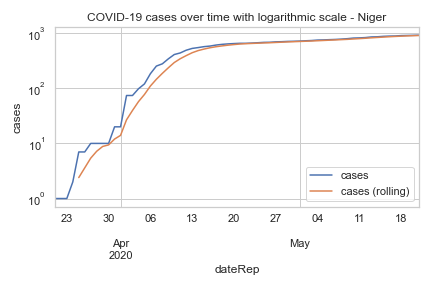 COVID-19 cases over time with logarithmic scale - Niger
cases
10³
10²
10¹
10⁰
cases
cases (rolling)
23 30 06 13 20 27 04 11 18
Apr May
2020
dateRep